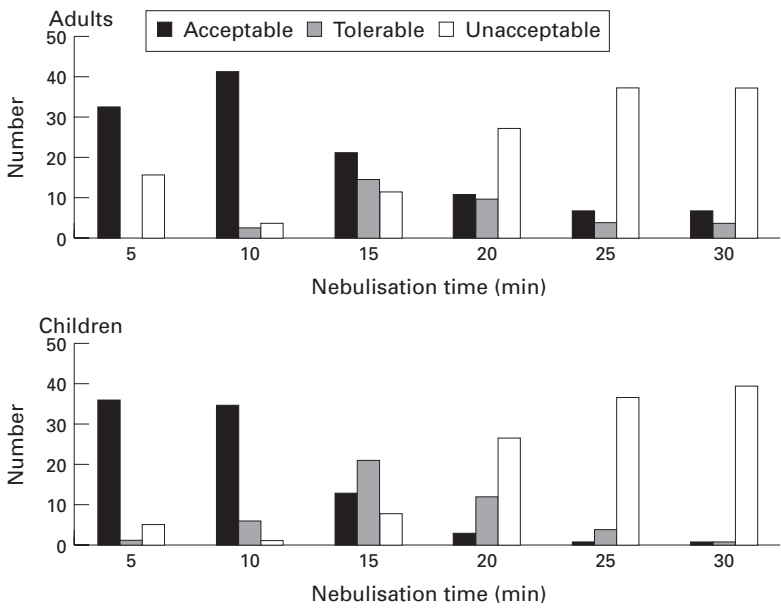 Adults
Acceptable Tolerable Unacceptable
50
40
30
20
10
0
Number
5 10 15 20 25 30
Nebulisation time (min)
Children
50
40
30
20
10
0
Number
5 10 15 20 25 30
Nebulisation time (min)